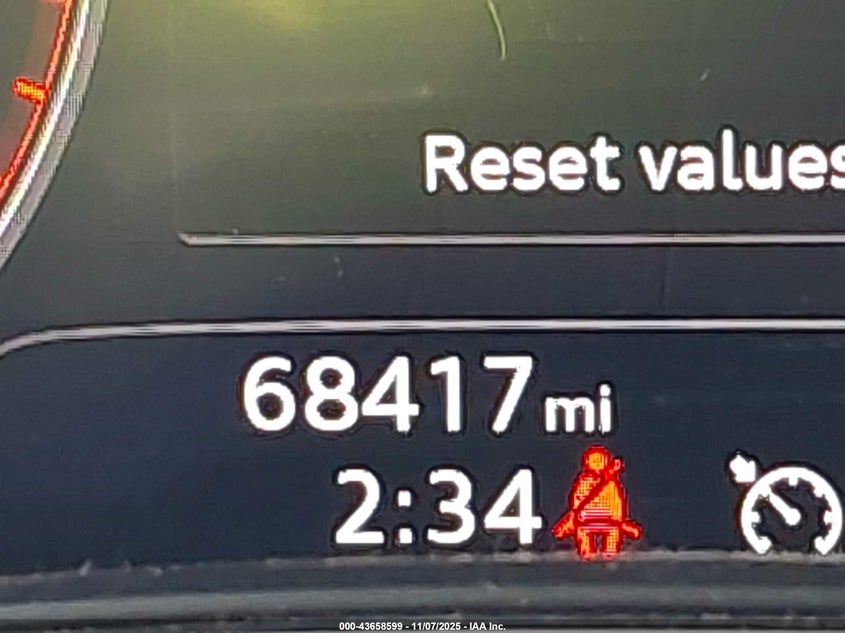 Reset values
68417 mi
2:34
000-43658599 - 11/07/2025 - IAA Inc.